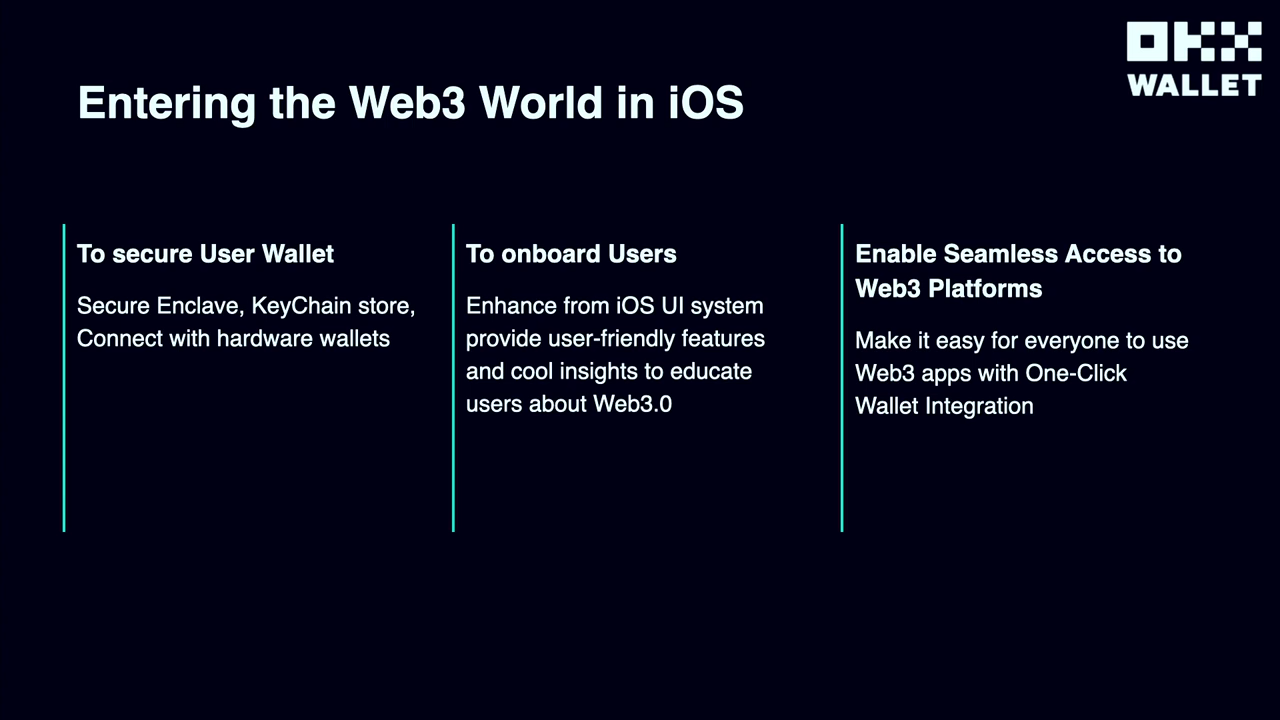 OKX
WALLET
Entering the Web3 World in iOS
To secure User Wallet
Secure Enclave, KeyChain store,
Connect with hardware wallets
To onboard Users
Enhance from iOS UI system
provide user-friendly features
and cool insights to educate
users about Web3.0
Enable Seamless Access to
Web3 Platforms
Make it easy for everyone to use
Web3 apps with One-Click
Wallet Integration